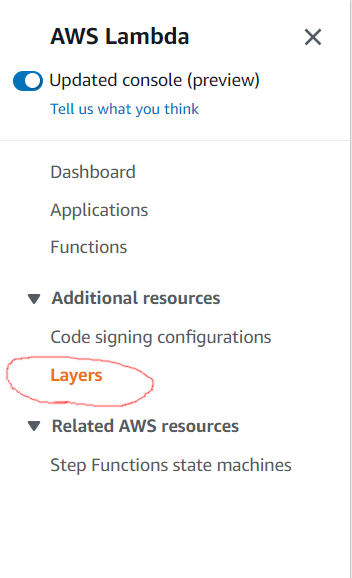 AWS Lambda
Updated console (preview)
Tell us what you think
Dashboard
Applications
Functions
Additional resources
Code signing configurations
Layers
Related AWS resources
Step Functions state machines